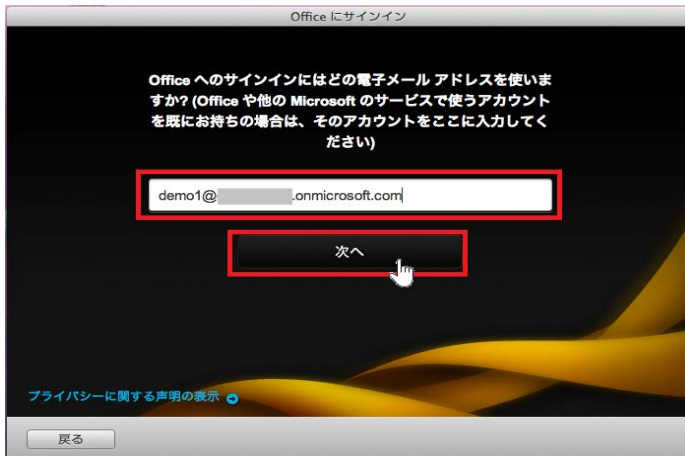 Office にサインイン
Office へのサインインにはどの電子メール アドレスを使いま
すか? (Office や他の Microsoft のサービスで使うアカウント
を既にお持ちの場合は、そのアカウントをここに入力してく
ださい)
demo1@ .onmicrosoft.com
次へ
プライバシーに関する声明の表示
戻る